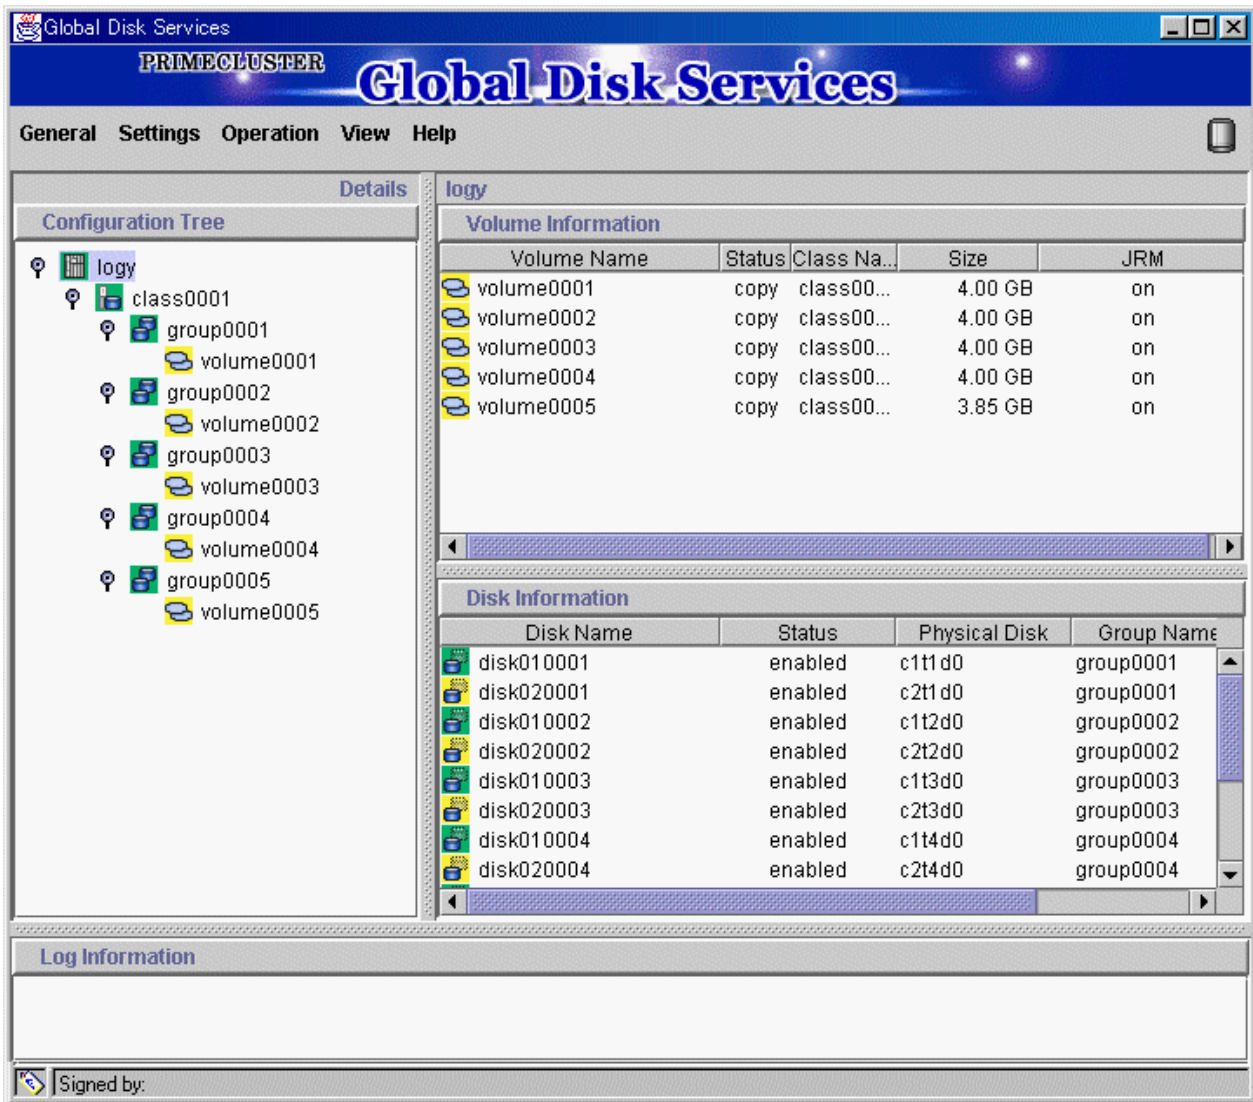 Global Disk Services
PRIMECLUSTER
Global Disk Services
General Settings Operation View Help
Details
Configuration Tree
logy
class0001
group0001
volume0001
group0002
volume0002
group0003
volume0003
group0004
volume0004
group0005
volume0005
logy
Volume Information
Volume Name Status Class Na... Size JRM
volume0001 copy class00... 4.00 GB on
volume0002 copy class00... 4.00 GB on
volume0003 copy class00... 4.00 GB on
volume0004 copy class00... 4.00 GB on
volume0005 copy class00... 3.85 GB on
Disk Information
Disk Name Status Physical Disk Group Name
disk010001 enabled c1t1d0 group0001
disk020001 enabled c2t1d0 group0001
disk010002 enabled c1t2d0 group0002
disk020002 enabled c2t2d0 group0002
disk010003 enabled c1t3d0 group0003
disk020003 enabled c2t3d0 group0003
disk010004 enabled c1t4d0 group0004
disk020004 enabled c2t4d0 group0004
Log Information
Signed by: